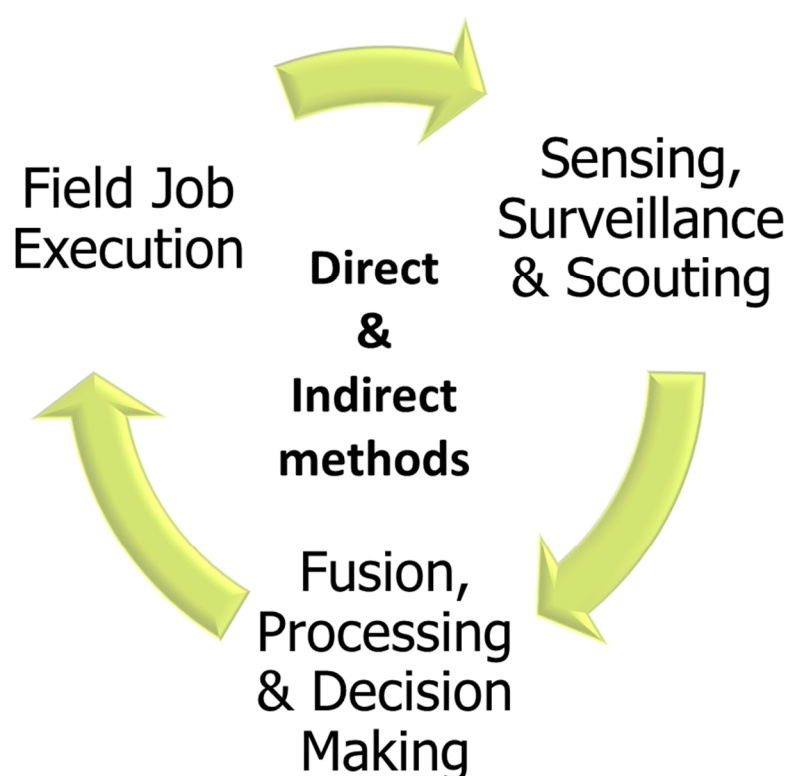 Field Job
Execution
Sensing,
Surveillance
& Scouting
Direct
&
Indirect
methods
Fusion,
Processing
& Decision
Making